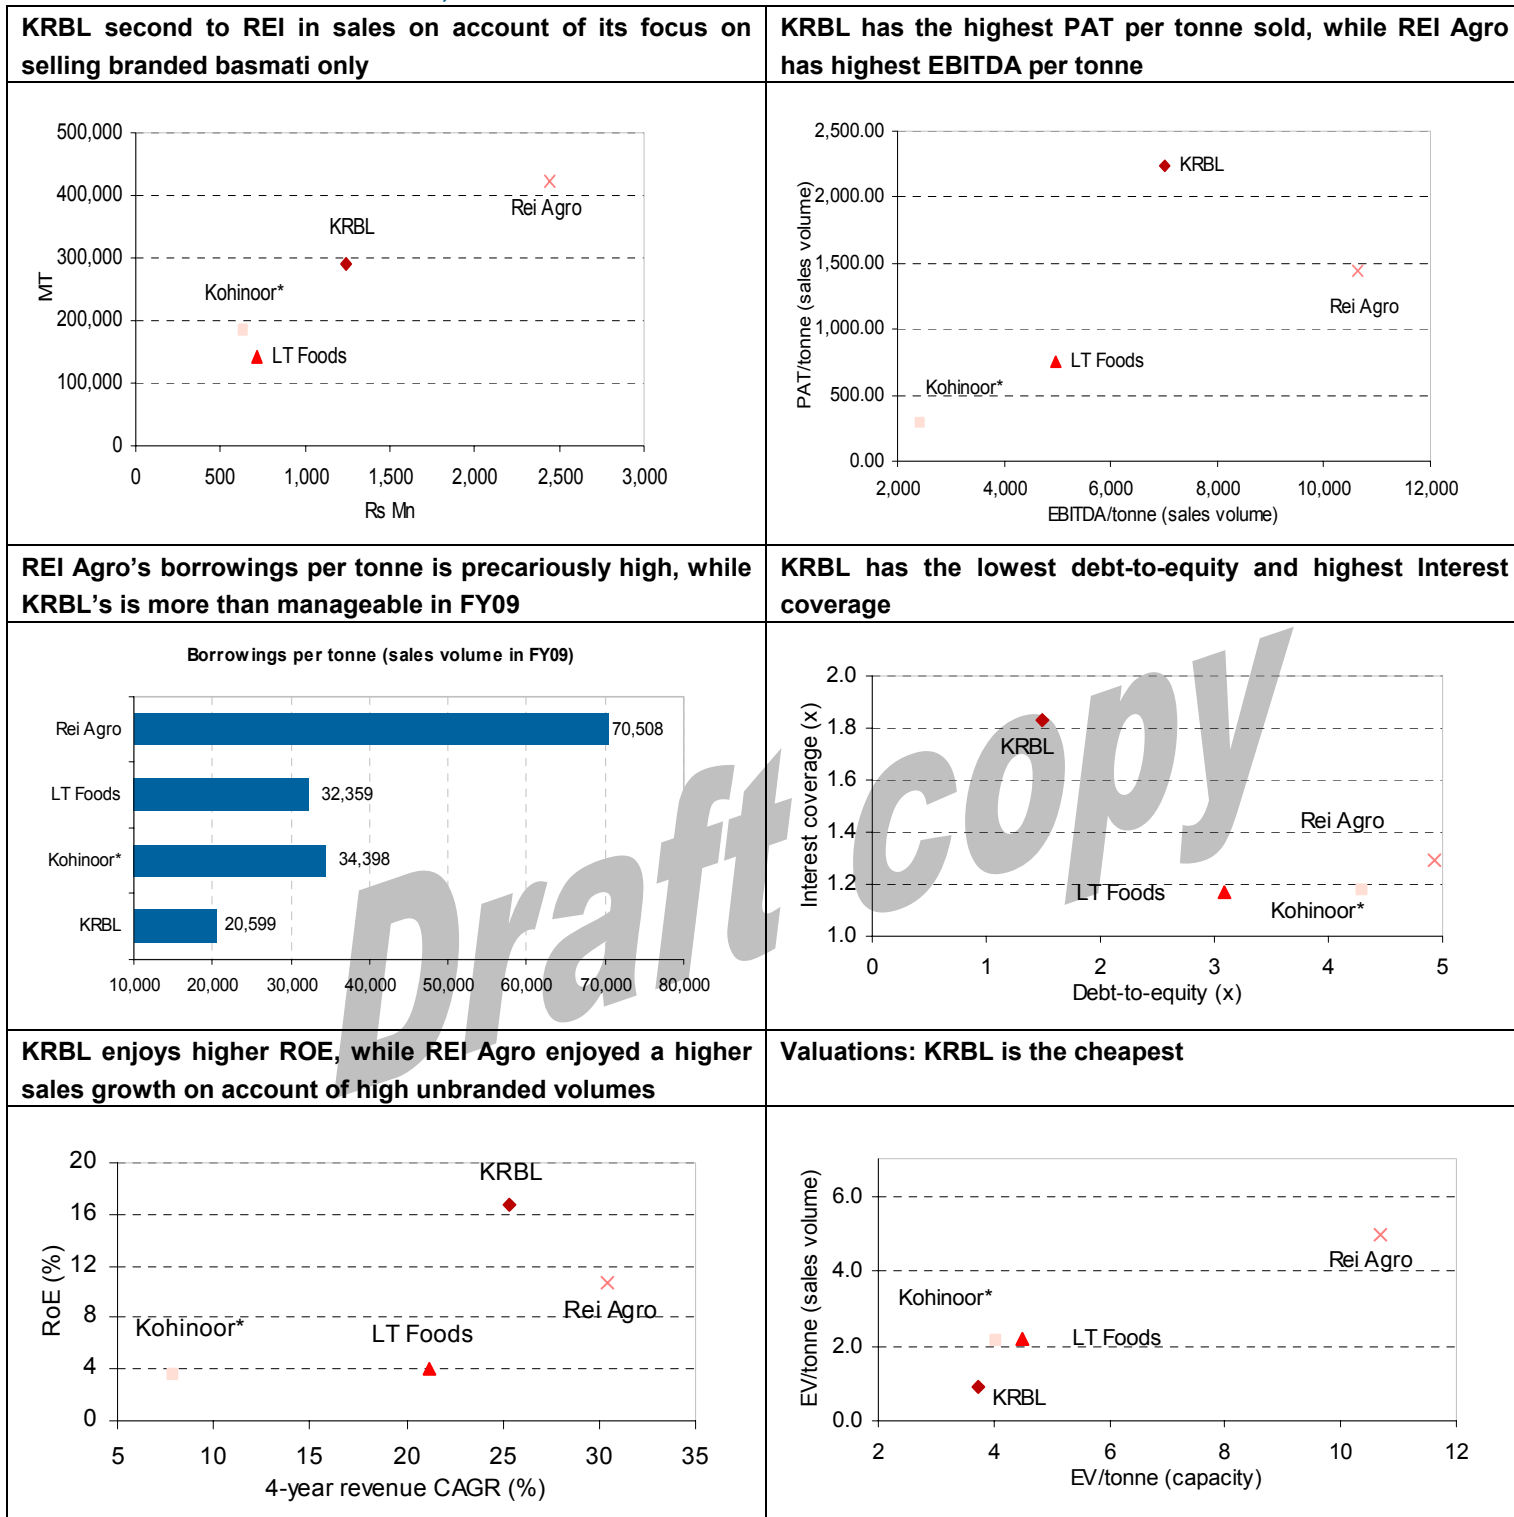 KRBL second to REI in sales on account of its focus on
selling branded basmati only
500,000
400,000
300,000
200,000
100,000
0
MT
Rei Agro
KRBL
Kohinoor*
LT Foods
0 500 1,000 1,500 2,000 2,500 3,000
Rs Mn
KRBL has the highest PAT per tonne sold, while REI Agro
has highest EBITDA per tonne
2,500.00
2,000.00
1,500.00
1,000.00
500.00
0.00
PAT/tonne (sales volume)
KRBL
Rei Agro
LT Foods
Kohinoor*
2,000 4,000 6,000 8,000 10,000 12,000
EBITDA/tonne (sales volume)
REI Agro's borrowings per tonne is precariously high, while
KRBL's is more than manageable in FY09
Borrowings per tonne (sales volume in FY09)
Rei Agro 70,508
LT Foods 32,359
Kohinoor* 34,398
KRBL 20,599
10,000 20,000 30,000 40,000 50,000 60,000 70,000 80,000
KRBL has the lowest debt-to-equity and highest Interest
coverage
2.0
1.8
1.6
1.4
1.2
1.0
Interest coverage (x)
KRBL
Rei Agro
LT Foods
Kohinoor*
0 1 2 3 4 5
Debt-to-equity (x)
Draft copy
KRBL enjoys higher ROE, while REI Agro enjoyed a higher
sales growth on account of high unbranded volumes
20
16
12
8
4
0
RoE (%)
KRBL
Rei Agro
Kohinoor*
LT Foods
5 10 15 20 25 30 35
4-year revenue CAGR (%)
Valuations: KRBL is the cheapest
6.0
4.0
2.0
0.0
EV/tonne (sales volume)
Rei Agro
Kohinoor*
LT Foods
KRBL
2 4 6 8 10 12
EV/tonne (capacity)